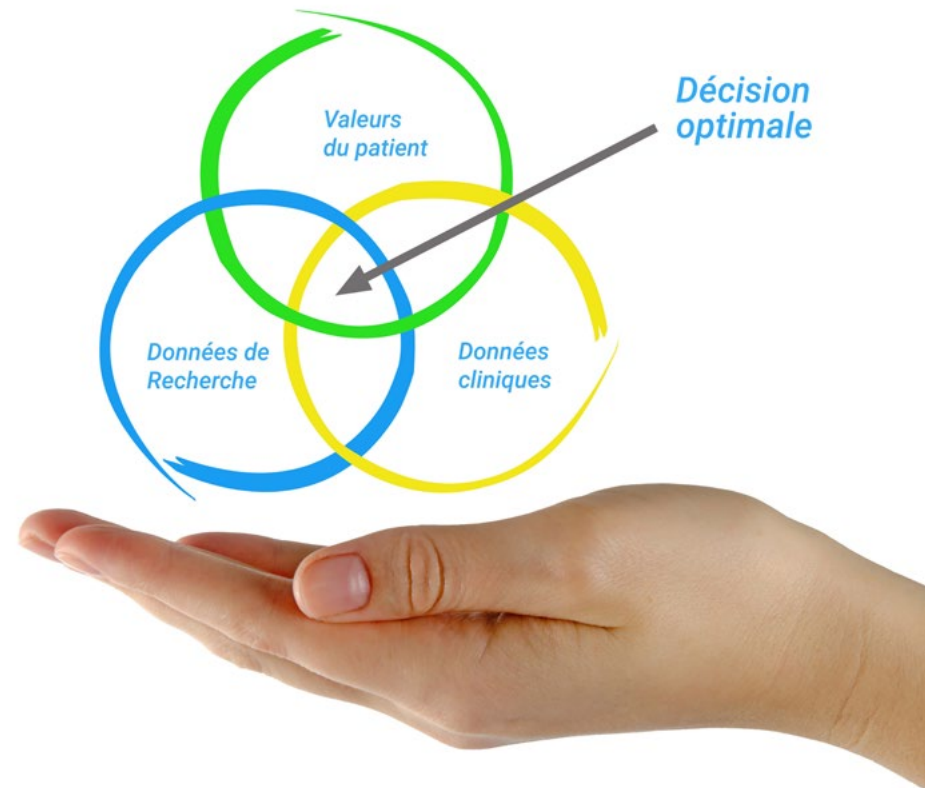 Valeurs
du patient
Décision
optimale
Données de
Recherche
Données
cliniques